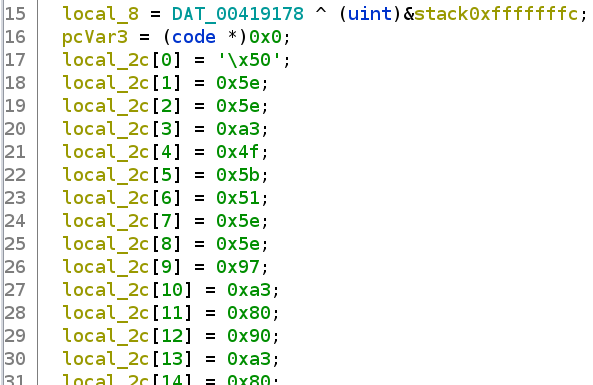 15 local_8 = DAT_00419178 ^ (uint)&stack0xfffffffc;
16 pcVar3 = (code *)0x0;
17 local_2c[0] = '\x50';
18 local_2c[1] = 0x5e;
19 local_2c[2] = 0x5e;
20 local_2c[3] = 0xa3;
21 local_2c[4] = 0x4f;
22 local_2c[5] = 0x5b;
23 local_2c[6] = 0x51;
24 local_2c[7] = 0x5e;
25 local_2c[8] = 0x5e;
26 local_2c[9] = 0x97;
27 local_2c[10] = 0xa3;
28 local_2c[11] = 0x80;
29 local_2c[12] = 0x90;
30 local_2c[13] = 0xa3;
31 local_2c[14] = 0x80;